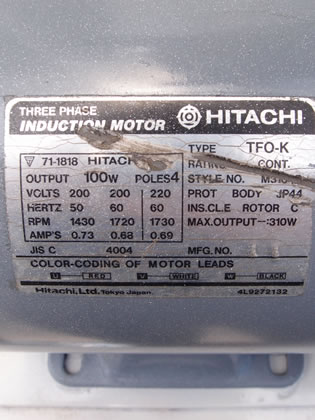 THREE PHASE
INDUCTION MOTOR HITACHI
▽ 71-1818 HITACHI TYPE TFO-K
RATING CONT.
OUTPUT 100W POLES 4 STYLE NO.
VOLTS 200 200 220 PROT BODY JP44
HERTZ 50 60 60 INS.CL.E ROTOR C
RPM 1430 1720 1730 MAX.OUTPUT--:310W
AMP'S 0.73 0.68 0.69
JIS C 4004 MFG.NO.
COLOR-CODING OF MOTOR LEADS
U RED V WHITE W BLACK
Hitachi,Ltd. Tokyo Japan. 4L9272132